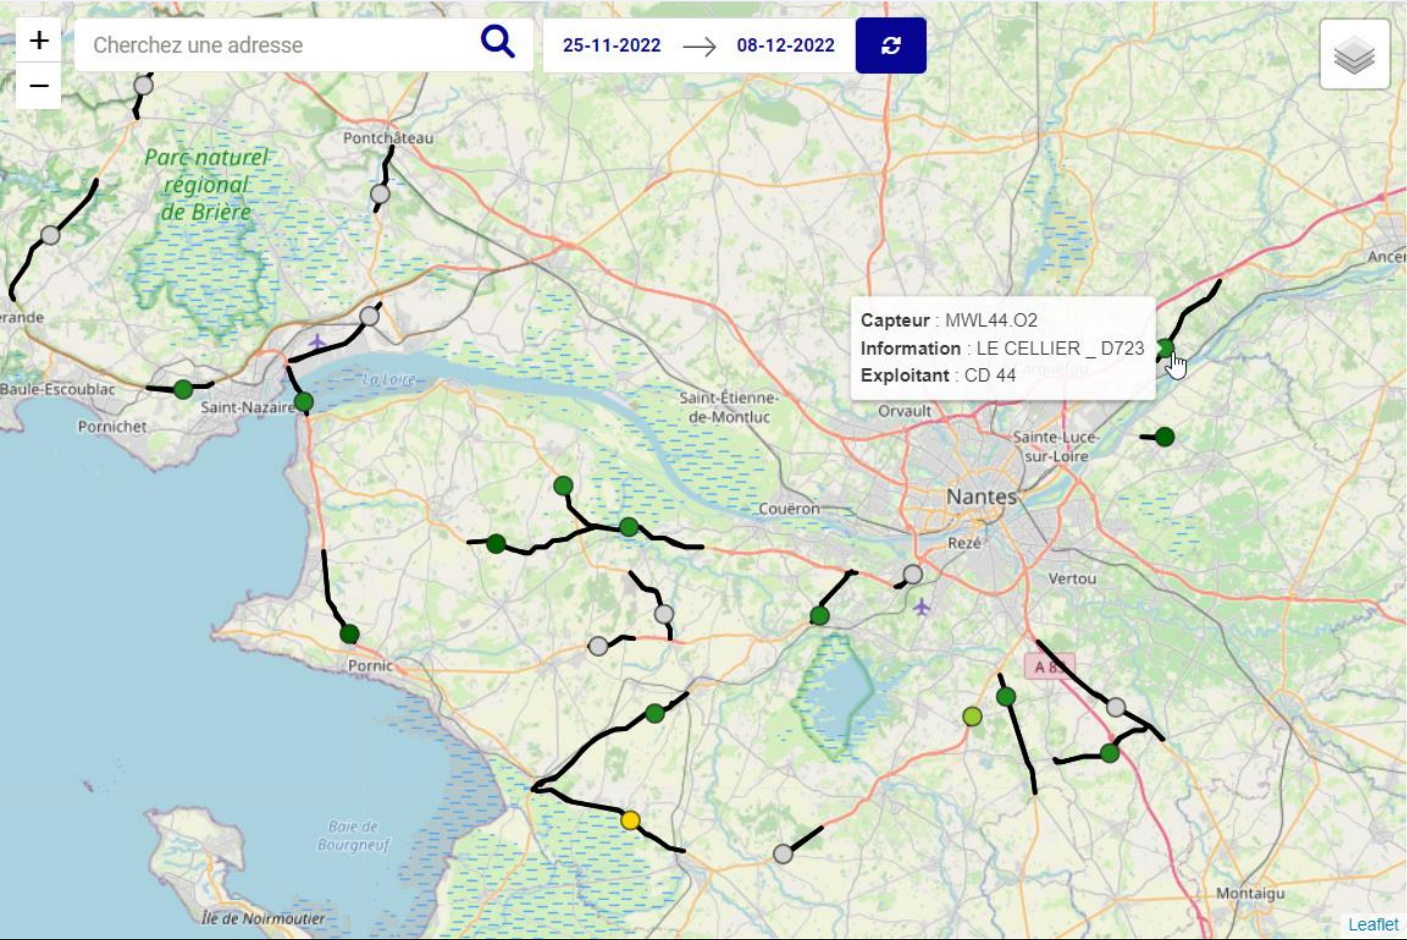 +
−
Cherchez une adresse
25-11-2022
08-12-2022
Pontchâteau
Parc naturel
régional
de Brière
Ancen
Capteur : MWL44.O2
Information : LE CELLIER _ D723
Exploitant : CD 44
La Loire
Baule-Escoublac
Saint-Nazaire
Pornichet
Saint-Étienne-
de-Montluc
Orvault
Sainte-Luce-
sur-Loire
Nantes
Couëron
Rezé
Vertou
Pornic
A 83
Baie de
Bourgneuf
Île de Noirmoutier
Montaigu
Leaflet